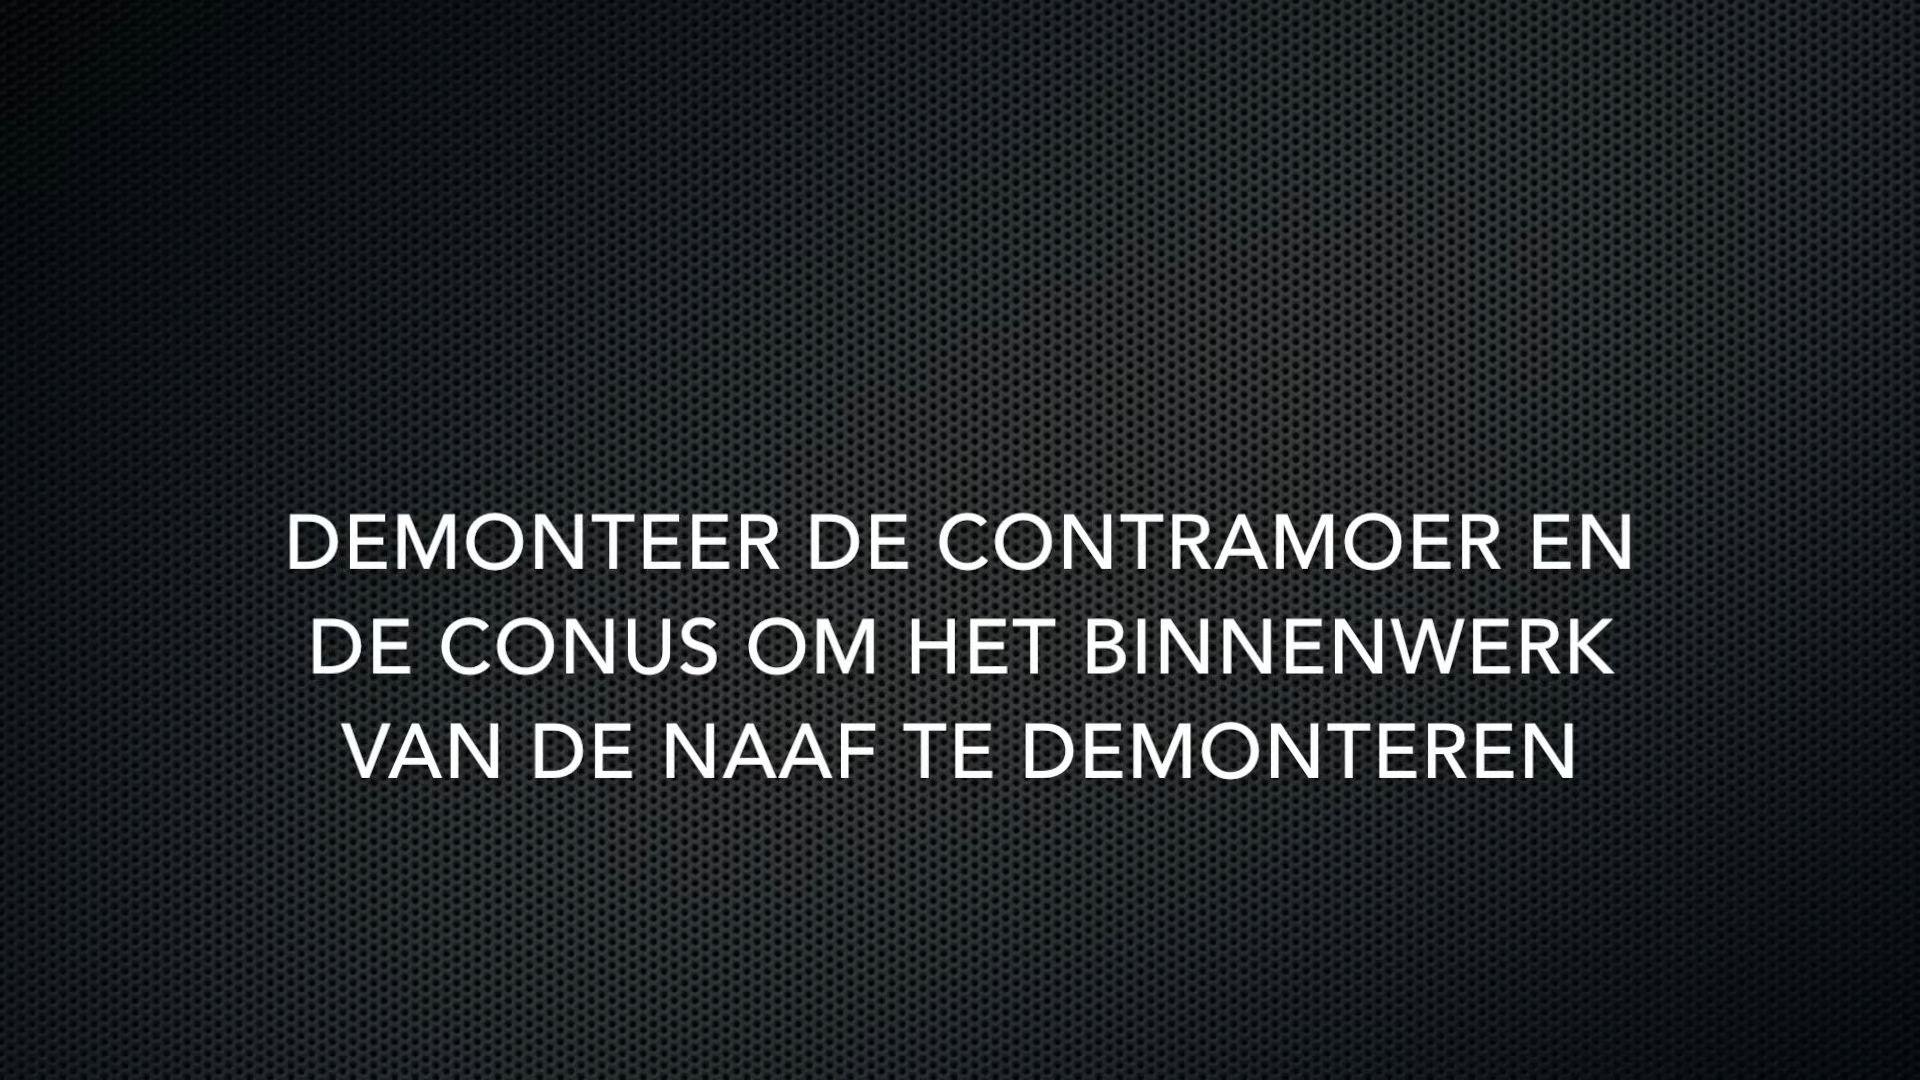 DEMONTEER DE CONTRAMOER EN
DE CONUS OM HET BINNENWERK
VAN DE NAAF TE DEMONTEREN